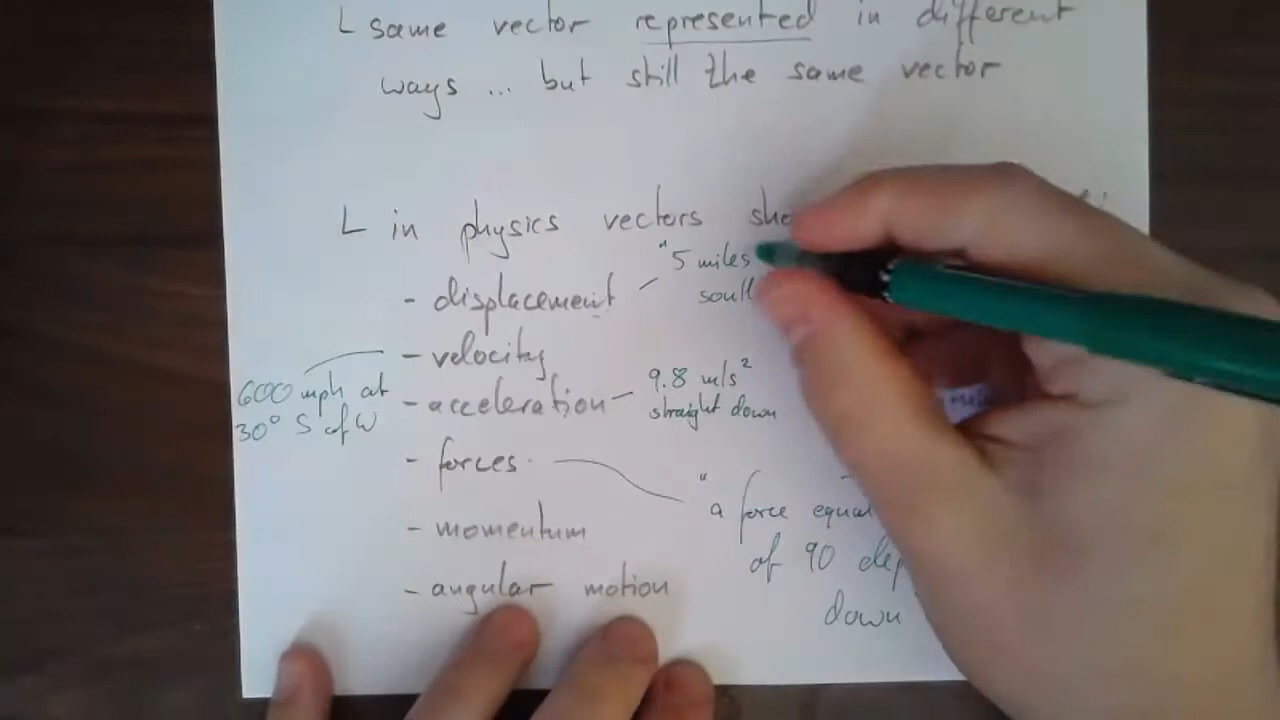 L same vector represented in different
ways ... but still the same vector
L in physics vectors
"5 miles
- displacement
- velocity
600 mph at
30° S of W
- acceleration
9.8 m/s²
straight down
- forces
"a force equal
of 90
down
- momentum
- angular motion